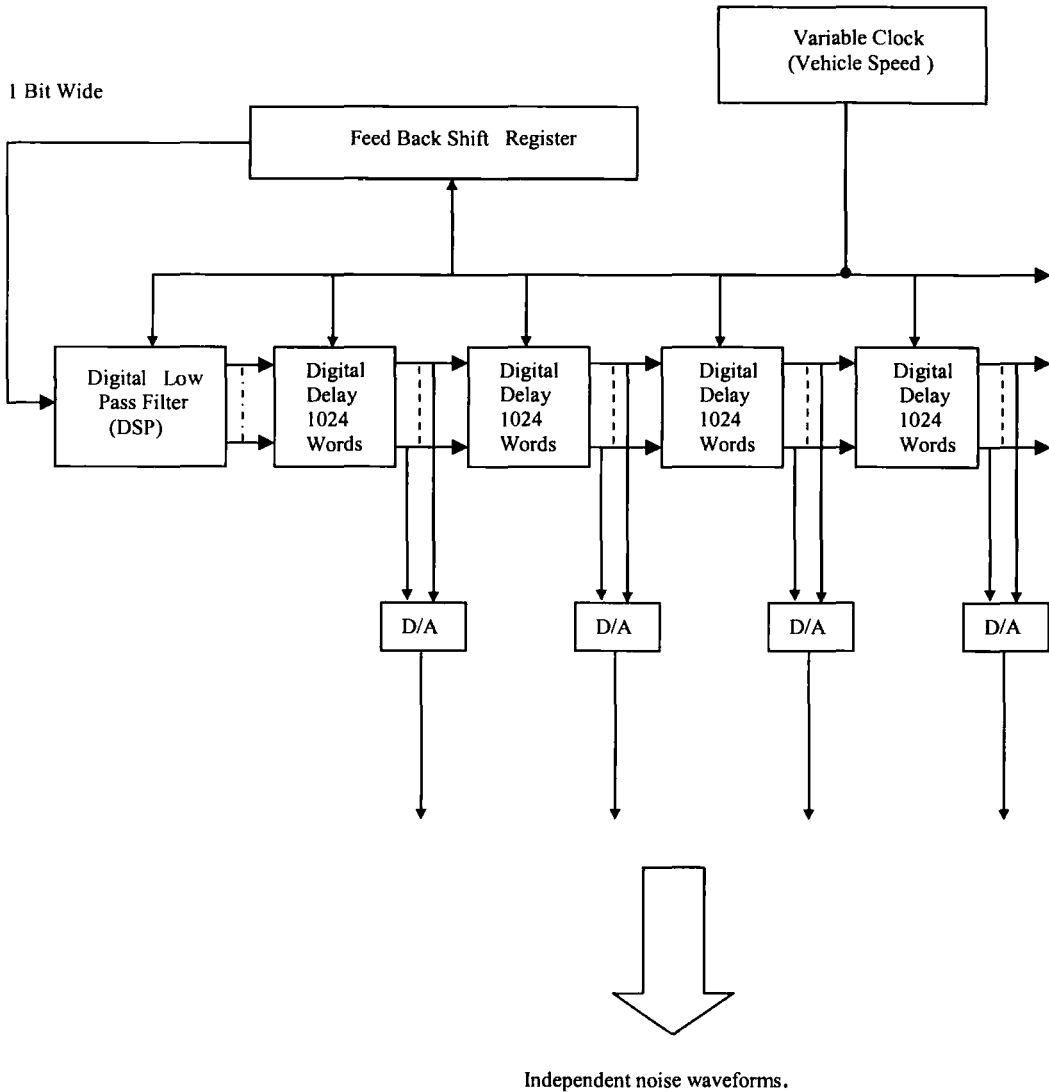 Variable Clock
(Vehicle Speed )
1 Bit Wide
Feed Back Shift Register
Digital Low
Pass Filter
(DSP)
Digital
Delay
1024
Words
Digital
Delay
1024
Words
Digital
Delay
1024
Words
Digital
Delay
1024
Words
D/A
D/A
D/A
D/A
Independent noise waveforms.